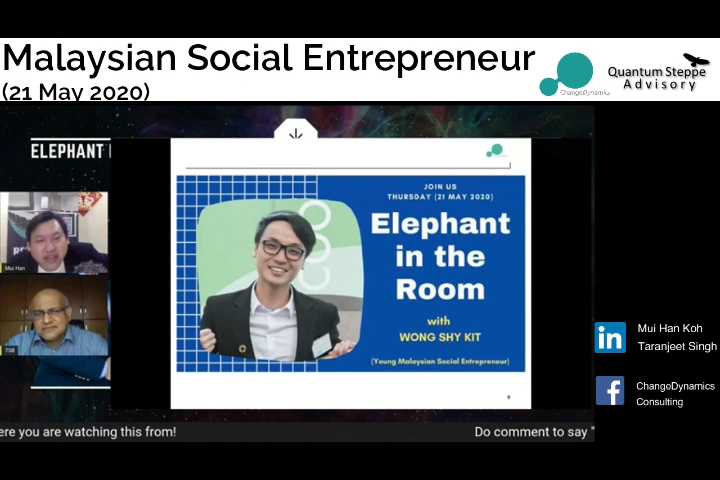 Malaysian Social Entrepreneur
(21 May 2020)
ChangeDynamics
Quantum Steppe
Advisory
ELEPHANT
JOIN US
THURSDAY (21 MAY 2020)
Elephant
in the
Room
with
WONG SHY KIT
(Young Malaysian Social Entrepreneur)
6
Mui Han
TSB
Mui Han Koh
Taranjeet Singh
ChangeDynamics
Consulting
ere you are watching this from!
Do comment to say "